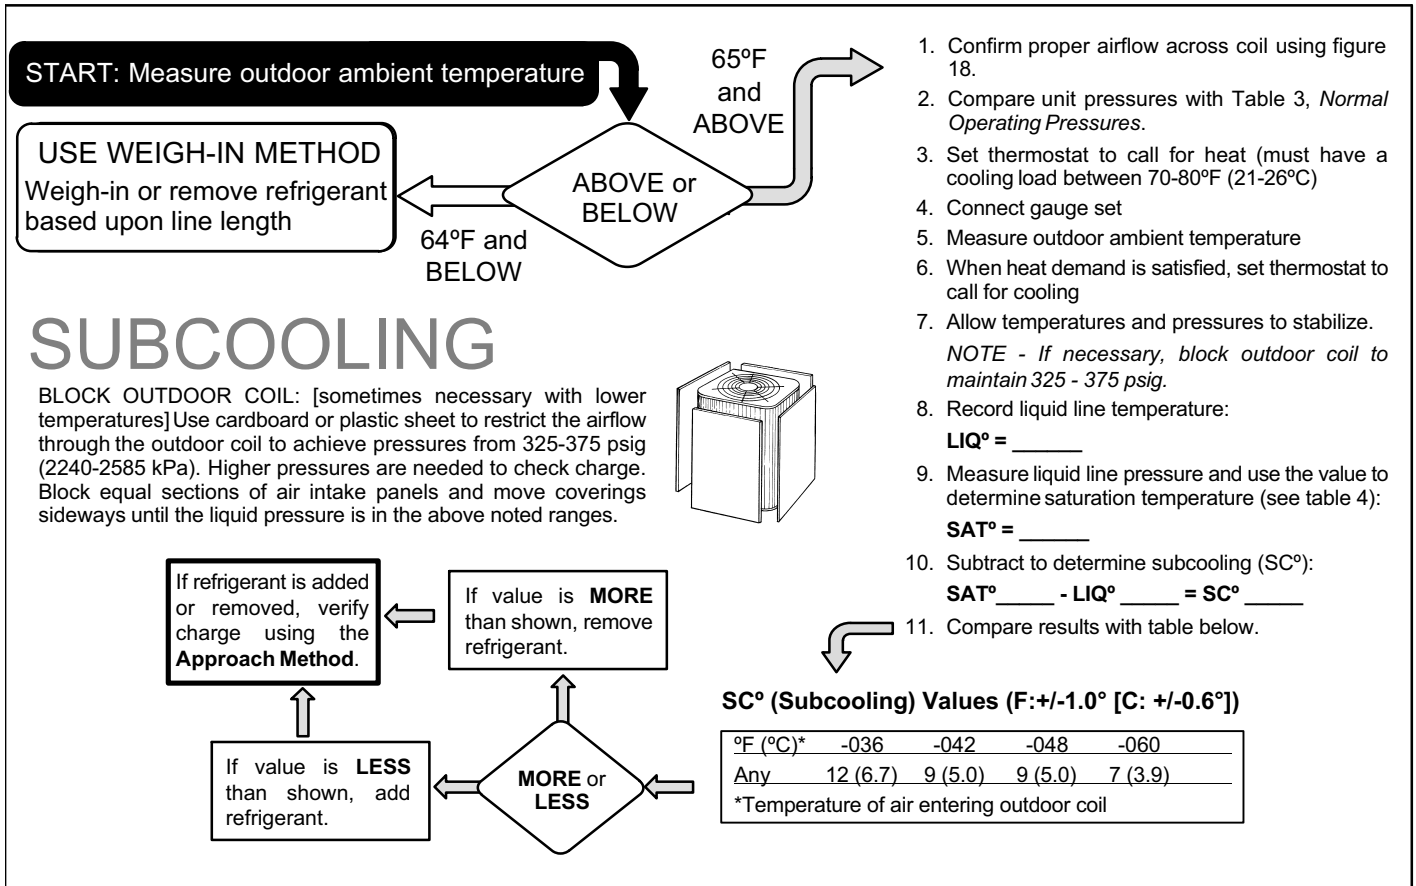 START: Measure outdoor ambient temperature
65ºF
and
ABOVE
USE WEIGH-IN METHOD
Weigh-in or remove refrigerant
based upon line length
ABOVE or
BELOW
64ºF and
BELOW
1. Confirm proper airflow across coil using figure
18.
2. Compare unit pressures with Table 3, Normal
Operating Pressures.
3. Set thermostat to call for heat (must have a
cooling load between 70-80ºF (21-26ºC)
4. Connect gauge set
5. Measure outdoor ambient temperature
6. When heat demand is satisfied, set thermostat to
call for cooling
7. Allow temperatures and pressures to stabilize.
NOTE - If necessary, block outdoor coil to
maintain 325 - 375 psig.
8. Record liquid line temperature:
LIQº = ______
9. Measure liquid line pressure and use the value to
determine saturation temperature (see table 4):
SATº = ______
10. Subtract to determine subcooling (SCº):
SATº_____ - LIQº _____ = SCº _____
11. Compare results with table below.
SUBCOOLING
BLOCK OUTDOOR COIL: [sometimes necessary with lower
temperatures] Use cardboard or plastic sheet to restrict the airflow
through the outdoor coil to achieve pressures from 325-375 psig
(2240-2585 kPa). Higher pressures are needed to check charge.
Block equal sections of air intake panels and move coverings
sideways until the liquid pressure is in the above noted ranges.
If refrigerant is added
or removed, verify
charge using the
Approach Method.
If value is MORE
than shown, remove
refrigerant.
If value is LESS
than shown, add
refrigerant.
MORE or
LESS
SCº (Subcooling) Values (F:+/-1.0° [C: +/-0.6°])
ºF (ºC)* -036 -042 -048 -060
Any 12 (6.7) 9 (5.0) 9 (5.0) 7 (3.9)
*Temperature of air entering outdoor coil